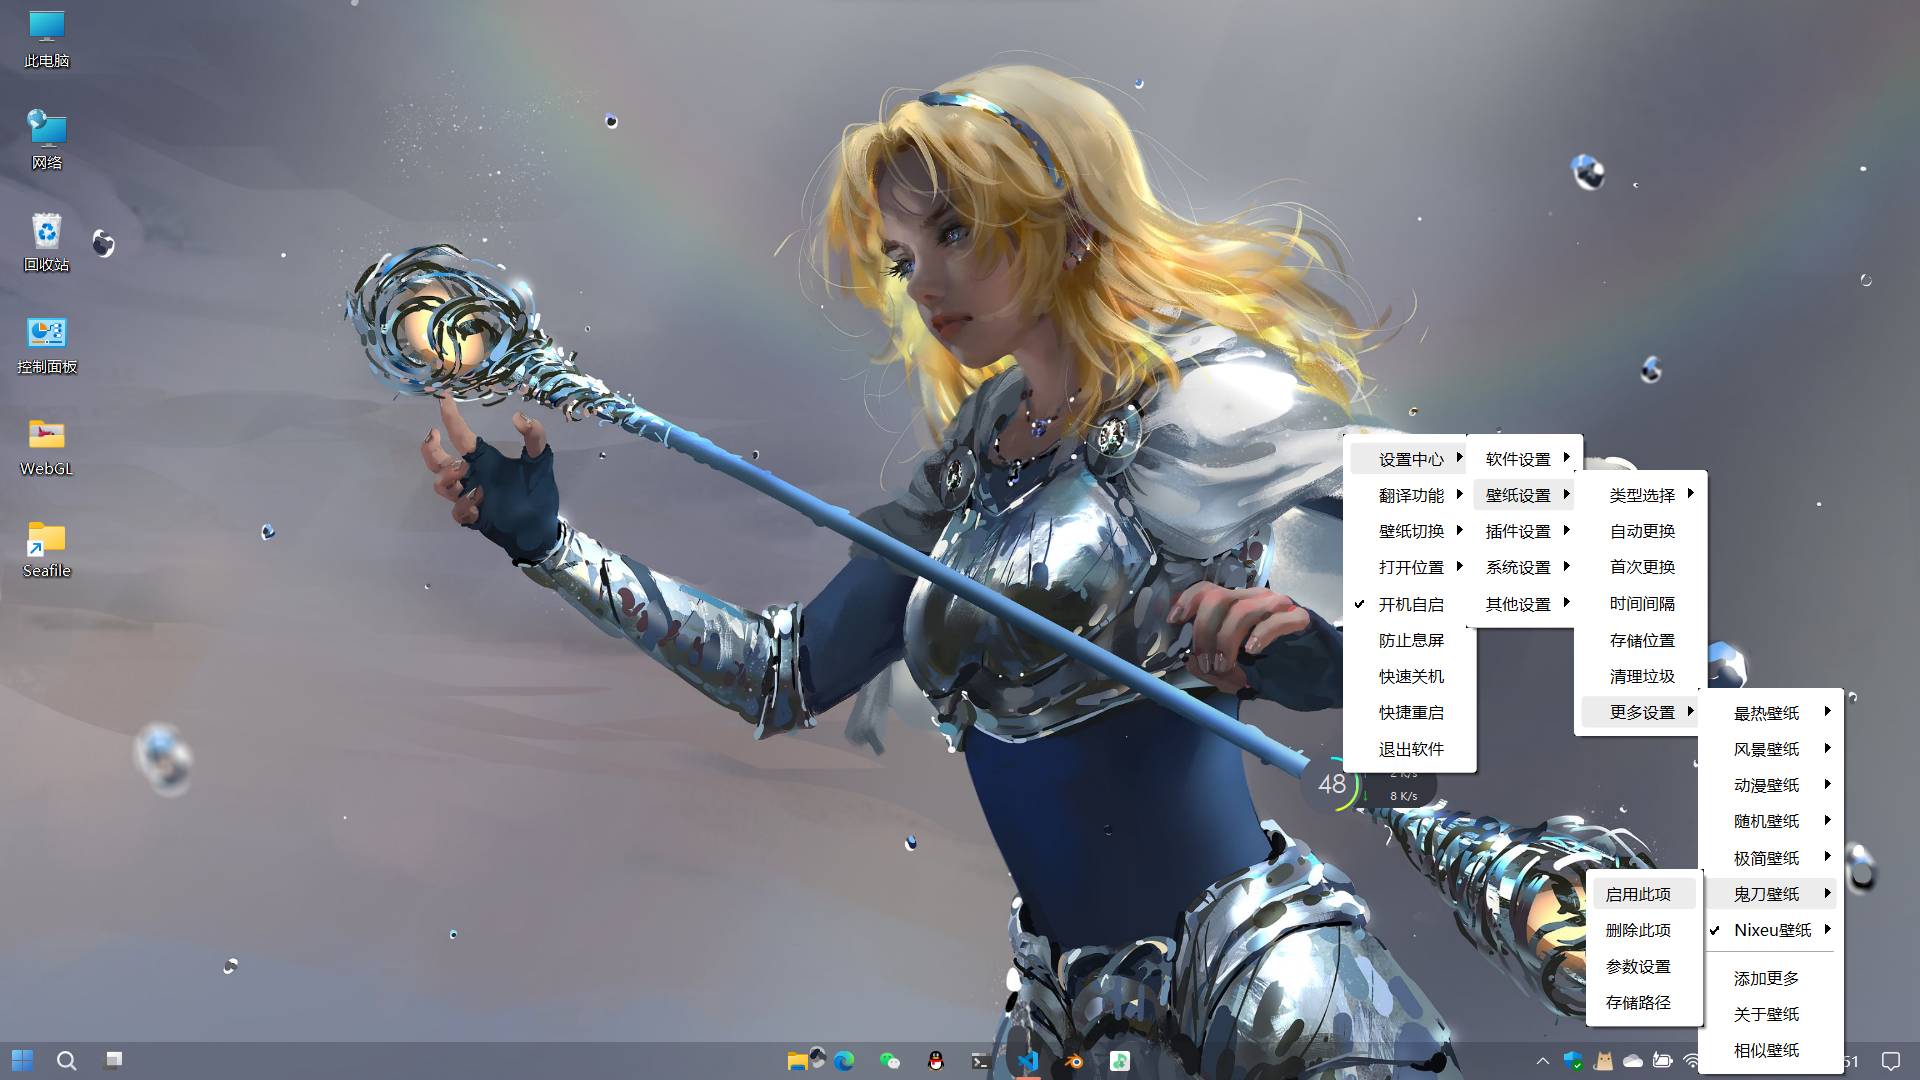 此电脑
网络
回收站
控制面板
WebGL
Seafile
设置中心
翻译功能
壁纸切换
打开位置
开机自启
防止息屏
快速关机
快捷重启
退出软件
软件设置
壁纸设置
插件设置
系统设置
其他设置
类型选择
自动更换
首次更换
时间间隔
存储位置
清理垃圾
更多设置
最热壁纸
风景壁纸
动漫壁纸
随机壁纸
极简壁纸
鬼刀壁纸
Nixeu壁纸
添加更多
关于壁纸
相似壁纸
启用此项
删除此项
参数设置
存储路径
48
2 K/s
8 K/s
51